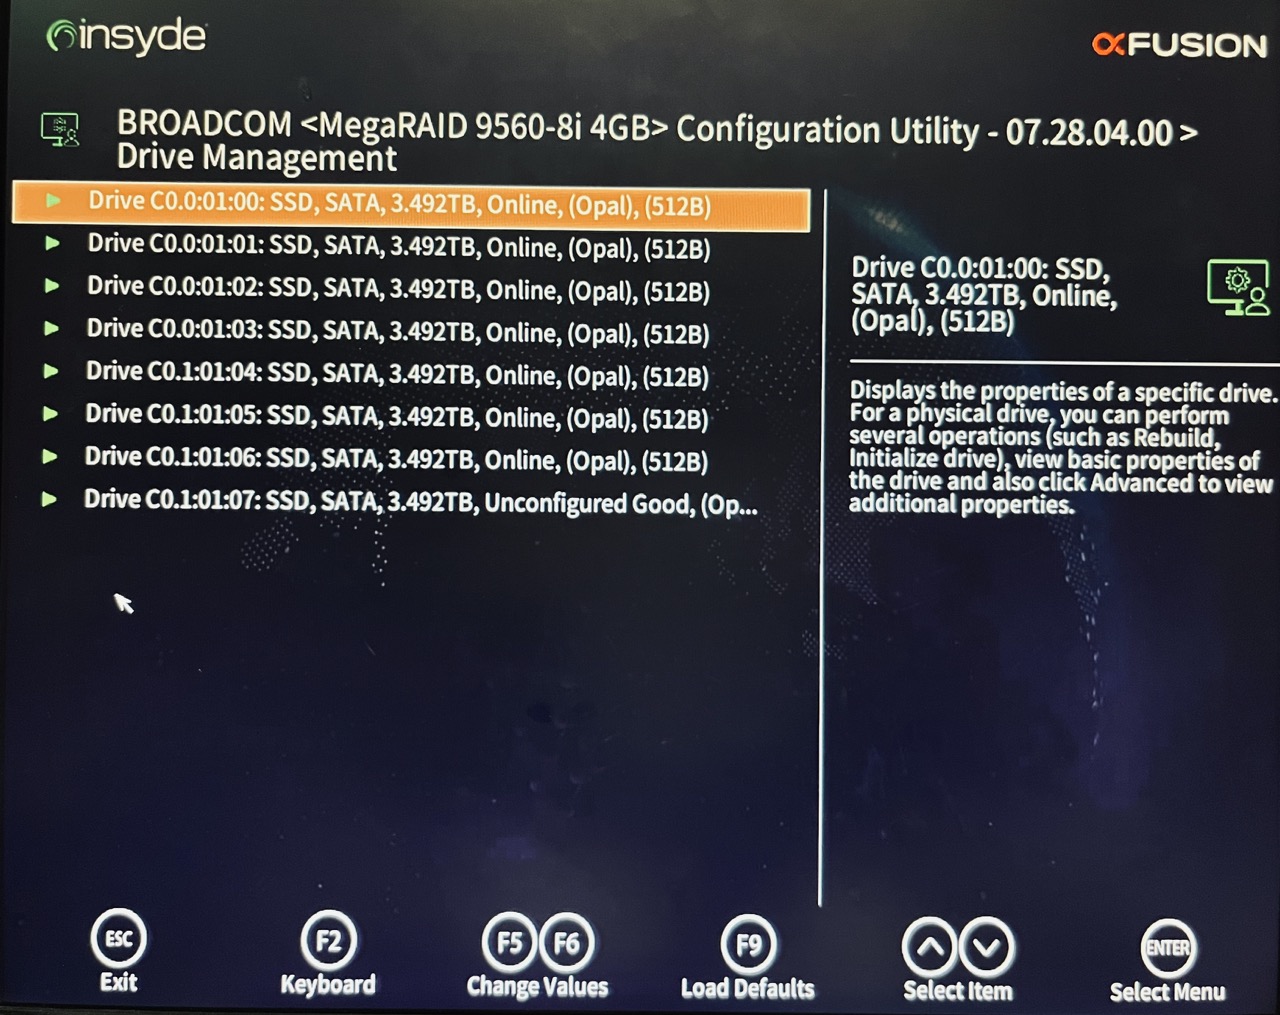 insyde
αFUSION
BROADCOM <MegaRAID 9560-8i 4GB> Configuration Utility - 07.28.04.00 >
Drive Management
Drive C0.0:01:00: SSD, SATA, 3.492TB, Online, (Opal), (512B)
Drive C0.0:01:01: SSD, SATA, 3.492TB, Online, (Opal), (512B)
Drive C0.0:01:02: SSD, SATA, 3.492TB, Online, (Opal), (512B)
Drive C0.0:01:03: SSD, SATA, 3.492TB, Online, (Opal), (512B)
Drive C0.1:01:04: SSD, SATA, 3.492TB, Online, (Opal), (512B)
Drive C0.1:01:05: SSD, SATA, 3.492TB, Online, (Opal), (512B)
Drive C0.1:01:06: SSD, SATA, 3.492TB, Online, (Opal), (512B)
Drive C0.1:01:07: SSD, SATA, 3.492TB, Unconfigured Good, (Op...
Drive C0.0:01:00: SSD,
SATA, 3.492TB, Online,
(Opal), (512B)
Displays the properties of a specific drive.
For a physical drive, you can perform
several operations (such as Rebuild,
Initialize drive), view basic properties of
the drive and also click Advanced to view
additional properties.
ESC
Exit
F2
Keyboard
F5 F6
Change Values
F9
Load Defaults
Select Item
ENTER
Select Menu